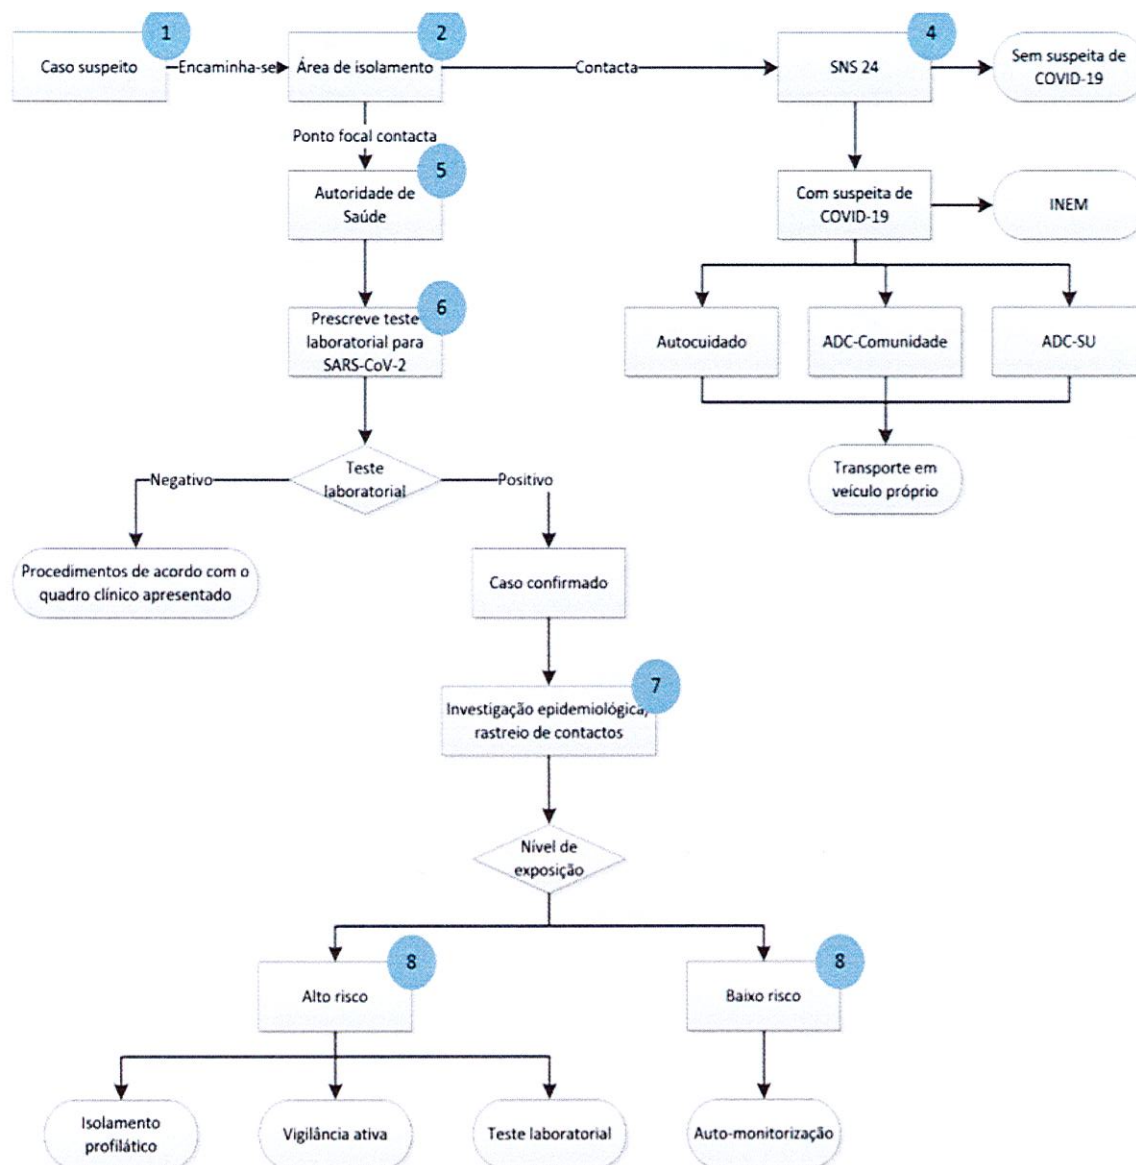 1
2
4
Caso suspeito
Encaminha-se
Área de isolamento
Contacta
SNS 24
Sem suspeita de
COVID-19
Ponto focal contacta
5
Autoridade de
Saúde
Com suspeita de
COVID-19
INEM
6
Prescreve teste
laboratorial para
SARS-CoV-2
Autocuidado
ADC-Comunidade
ADC-SU
Negativo
Teste
laboratorial
Positivo
Transporte em
veículo próprio
Procedimentos de acordo com o
quadro clínico apresentado
Caso confirmado
7
Investigação epidemiológica/
rastreio de contactos
Nível de
exposição
8
Alto risco
8
Baixo risco
Isolamento
profilático
Vigilância ativa
Teste laboratorial
Auto-monitorização